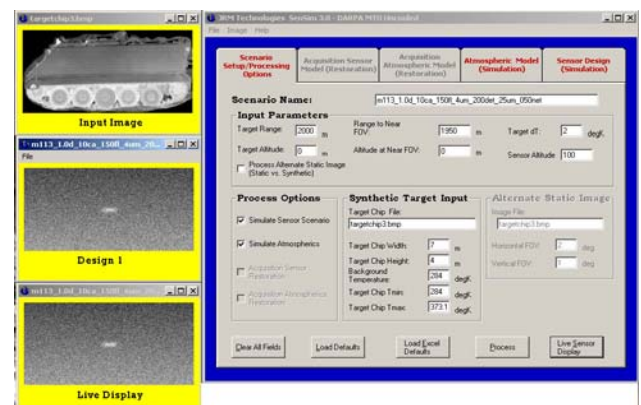 targetchip3.bmp
Input Image
m113_1.0d_10ca_150fl_4um_20...
File
Design 1
m113_1.0d_10ca_150fl_4um_20...
Live Display
JRM Technologies SenSim 3.0 - DARPA MTO Uncooled
File Image Help
Scenario Setup/Processing Options
Acquisition Sensor Model (Restoration)
Acquisition Atmospheric Model (Restoration)
Atmospheric Model (Simulation)
Sensor Design (Simulation)
Scenario Name: m113_1.0d_10ca_150fl_4um_200det_25um_050net
Input Parameters
Target Range: 2000 m
Range to Near FOV: 1950 m
Target dT: 2 degK
Target Altitude: 0 m
Altitude at Near FOV: 0 m
Sensor Altitude 100
Process Alternate Static Image (Static vs. Synthetic)
Process Options
Simulate Sensor Scenario
Simulate Atmospherics
Acquisition Sensor Restoration
Acquisition Atmospherics Restoration
Synthetic Target Input
Target Chip File:
targetchip3.bmp
Target Chip Width: 7 m
Target Chip Height: 4 m
Background Temperature: 284 degK
Target Chip Tmin: 284 degK
Target Chip Tmax: 373.1 degK
Alternate Static Image
Image File:
targetchip3.bmp
Horizontal FOV: 2 deg
Vertical FOV: 1 deg
Clear All Fields
Load Defaults
Load Excel Defaults
Process
Live Sensor Display